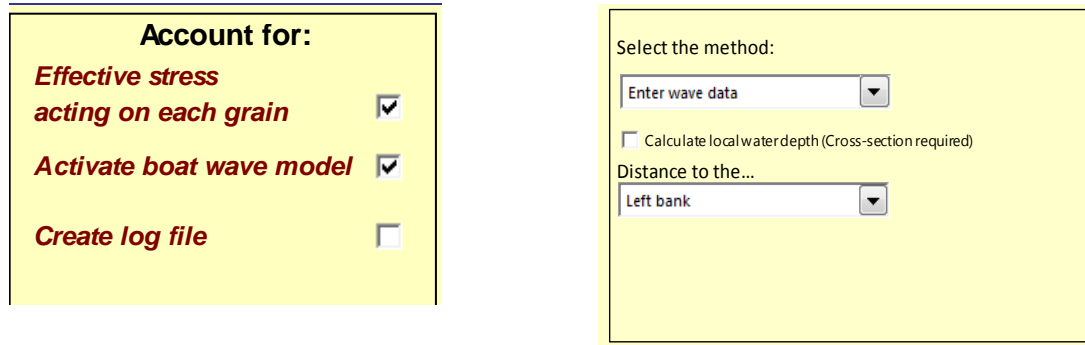 Account for:
Effective stress
acting on each grain
Activate boat wave model
Create log file
Select the method:
Enter wave data
Calculate local water depth (Cross-section required)
Distance to the...
Left bank